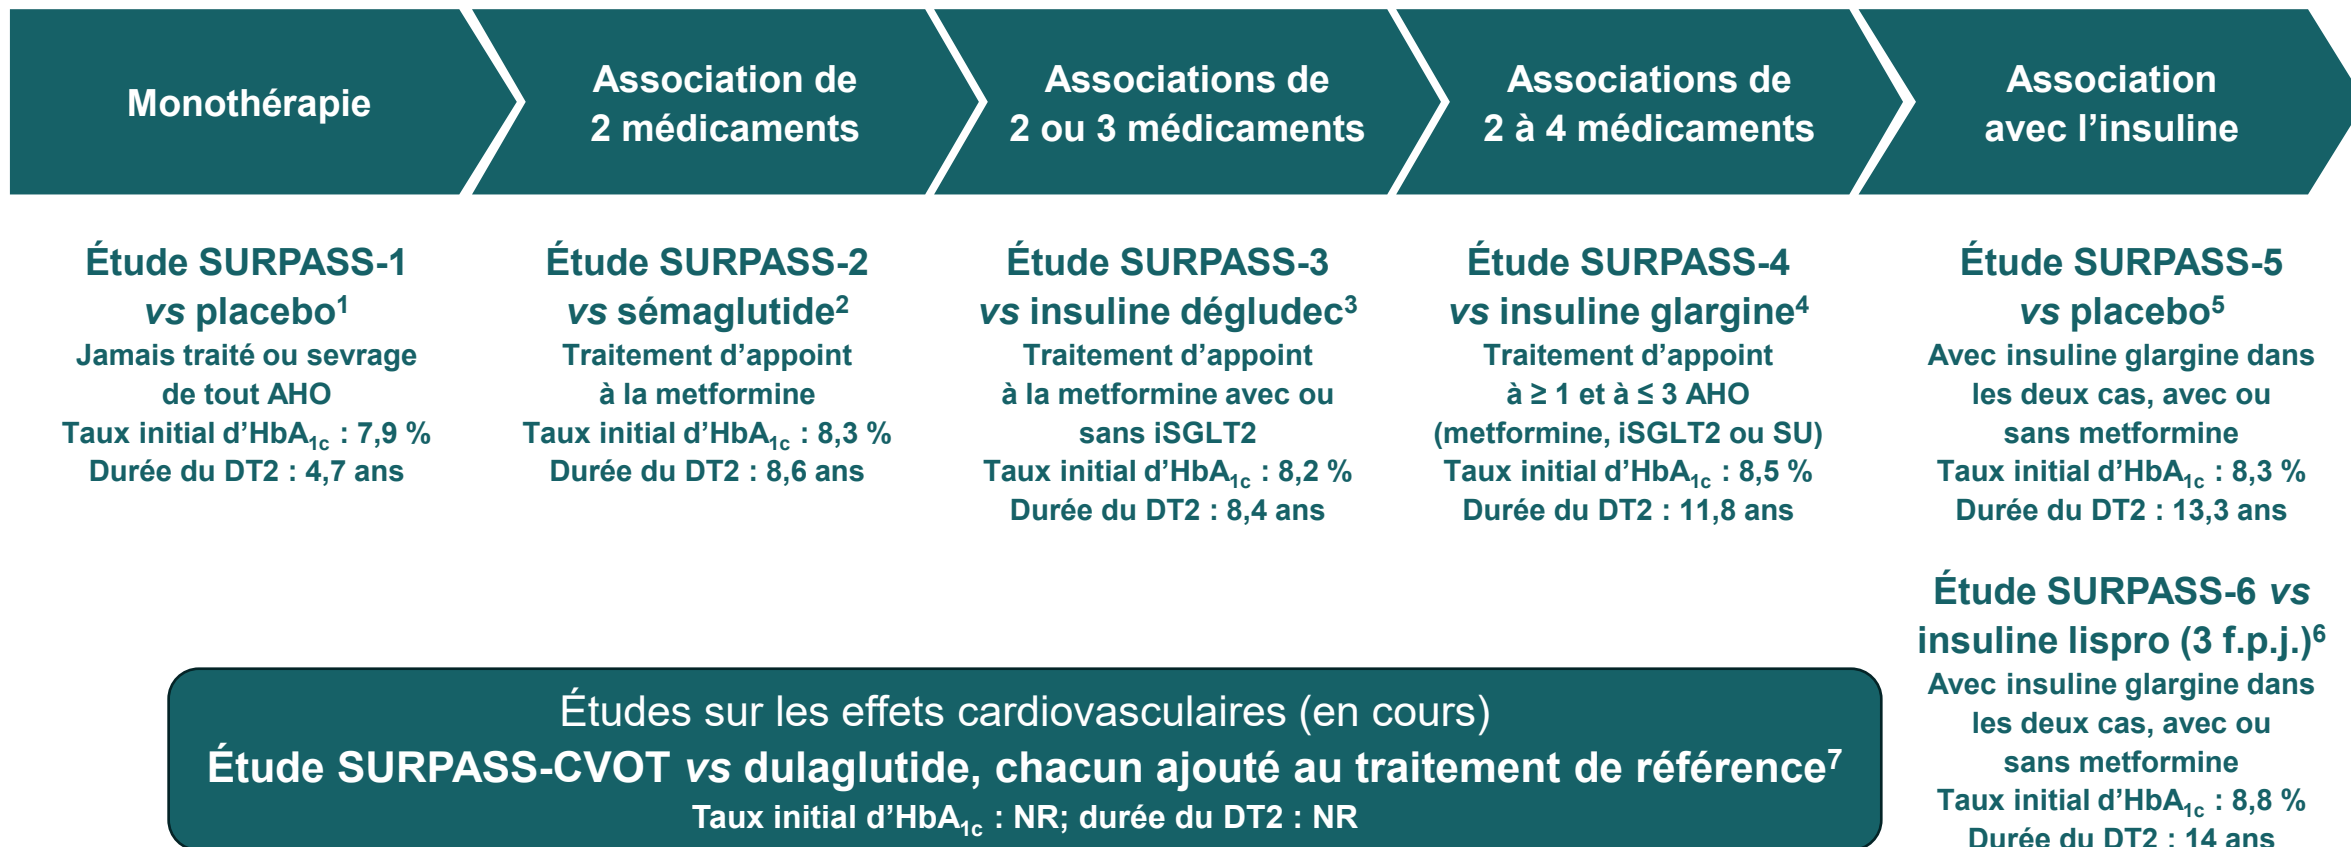 Monothérapie
Association de
2 médicaments
Associations de
2 ou 3 médicaments
Associations de
2 à 4 médicaments
Association
avec l’insuline
Étude SURPASS-1
vs placebo¹
Jamais traité ou sevrage
de tout AHO
Taux initial d’HbA1c : 7,9 %
Durée du DT2 : 4,7 ans
Étude SURPASS-2
vs sémaglutide²
Traitement d’appoint
à la metformine
Taux initial d’HbA1c : 8,3 %
Durée du DT2 : 8,6 ans
Étude SURPASS-3
vs insuline dégludec³
Traitement d’appoint
à la metformine avec ou
sans iSGLT2
Taux initial d’HbA1c : 8,2 %
Durée du DT2 : 8,4 ans
Étude SURPASS-4
vs insuline glargine⁴
Traitement d’appoint
à ≥ 1 et à ≤ 3 AHO
(metformine, iSGLT2 ou SU)
Taux initial d’HbA1c : 8,5 %
Durée du DT2 : 11,8 ans
Étude SURPASS-5
vs placebo⁵
Avec insuline glargine dans
les deux cas, avec ou
sans metformine
Taux initial d’HbA1c : 8,3 %
Durée du DT2 : 13,3 ans
Étude SURPASS-6 vs
insuline lispro (3 f.p.j.)⁶
Avec insuline glargine dans
les deux cas, avec ou
sans metformine
Taux initial d’HbA1c : 8,8 %
Durée du DT2 : 14 ans
Études sur les effets cardiovasculaires (en cours)
Étude SURPASS-CVOT vs dulaglutide, chacun ajouté au traitement de référence⁷
Taux initial d’HbA1c : NR; durée du DT2 : NR